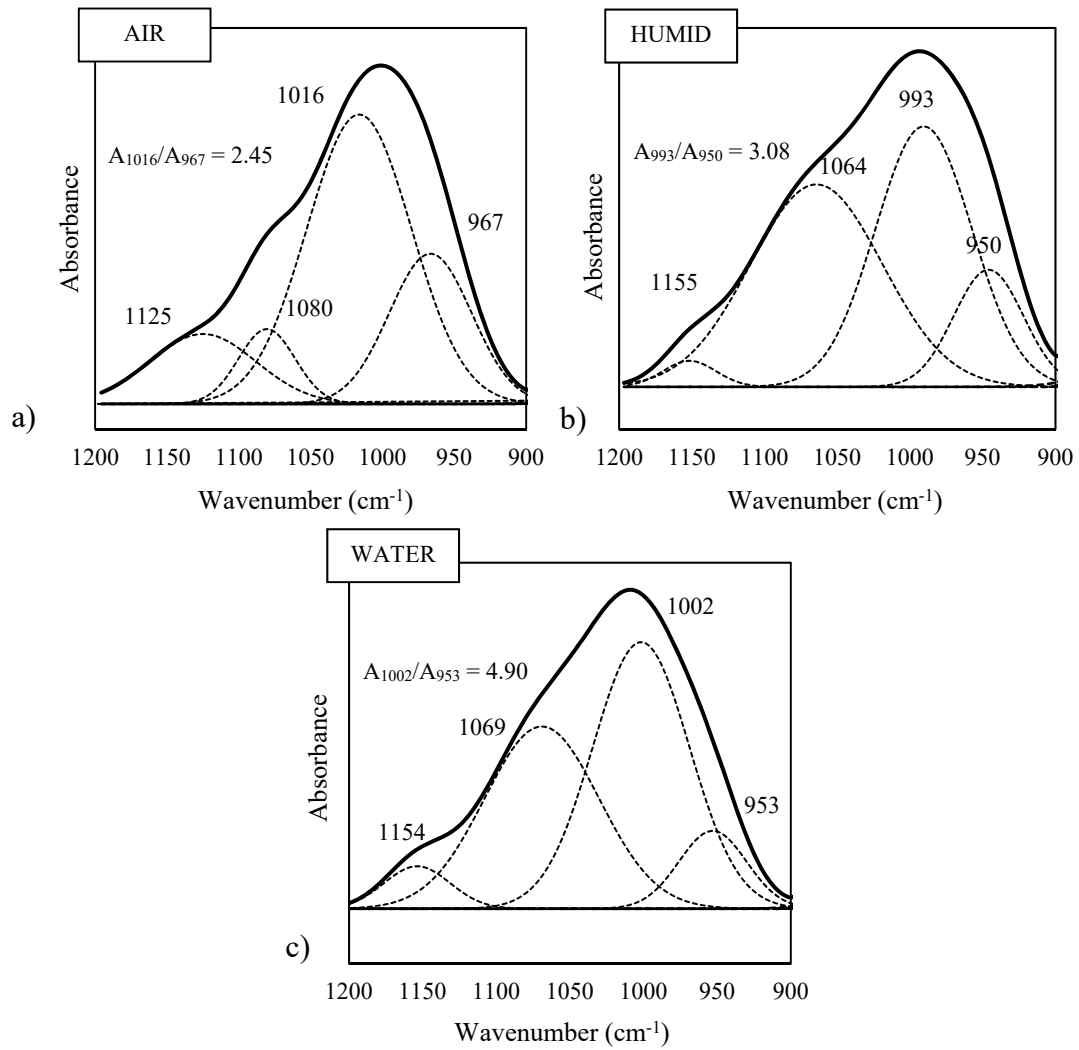 AIR
1016
A₁₀₁₆/A₉₆₇ = 2.45
967
1125
1080
Absorbance
a)
1200 1150 1100 1050 1000 950 900
Wavenumber (cm⁻¹)
HUMID
993
A₉₉₃/A₉₅₀ = 3.08
1064
950
1155
Absorbance
b)
1200 1150 1100 1050 1000 950 900
Wavenumber (cm⁻¹)
WATER
1002
A₁₀₀₂/A₉₅₃ = 4.90
1069
953
1154
Absorbance
c)
1200 1150 1100 1050 1000 950 900
Wavenumber (cm⁻¹)